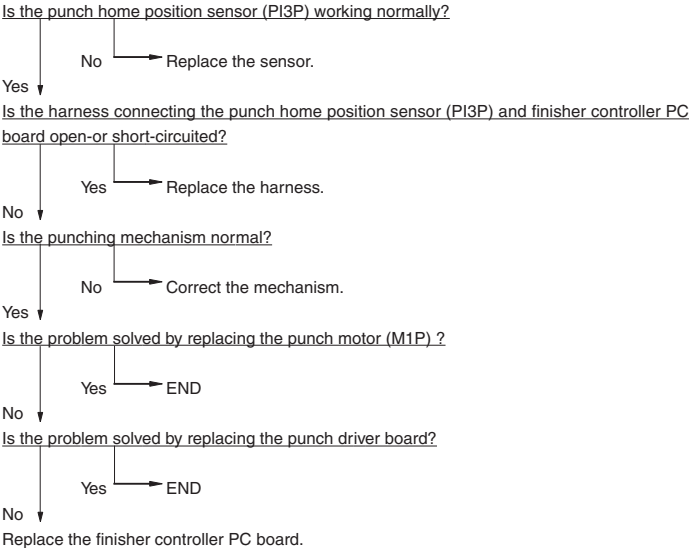 Is the punch home position sensor (PI3P) working normally?
No Replace the sensor.
Yes
Is the harness connecting the punch home position sensor (PI3P) and finisher controller PC
board open-or short-circuited?
Yes Replace the harness.
No
Is the punching mechanism normal?
No Correct the mechanism.
Yes
Is the problem solved by replacing the punch motor (M1P) ?
Yes END
No
Is the problem solved by replacing the punch driver board?
Yes END
No
Replace the finisher controller PC board.